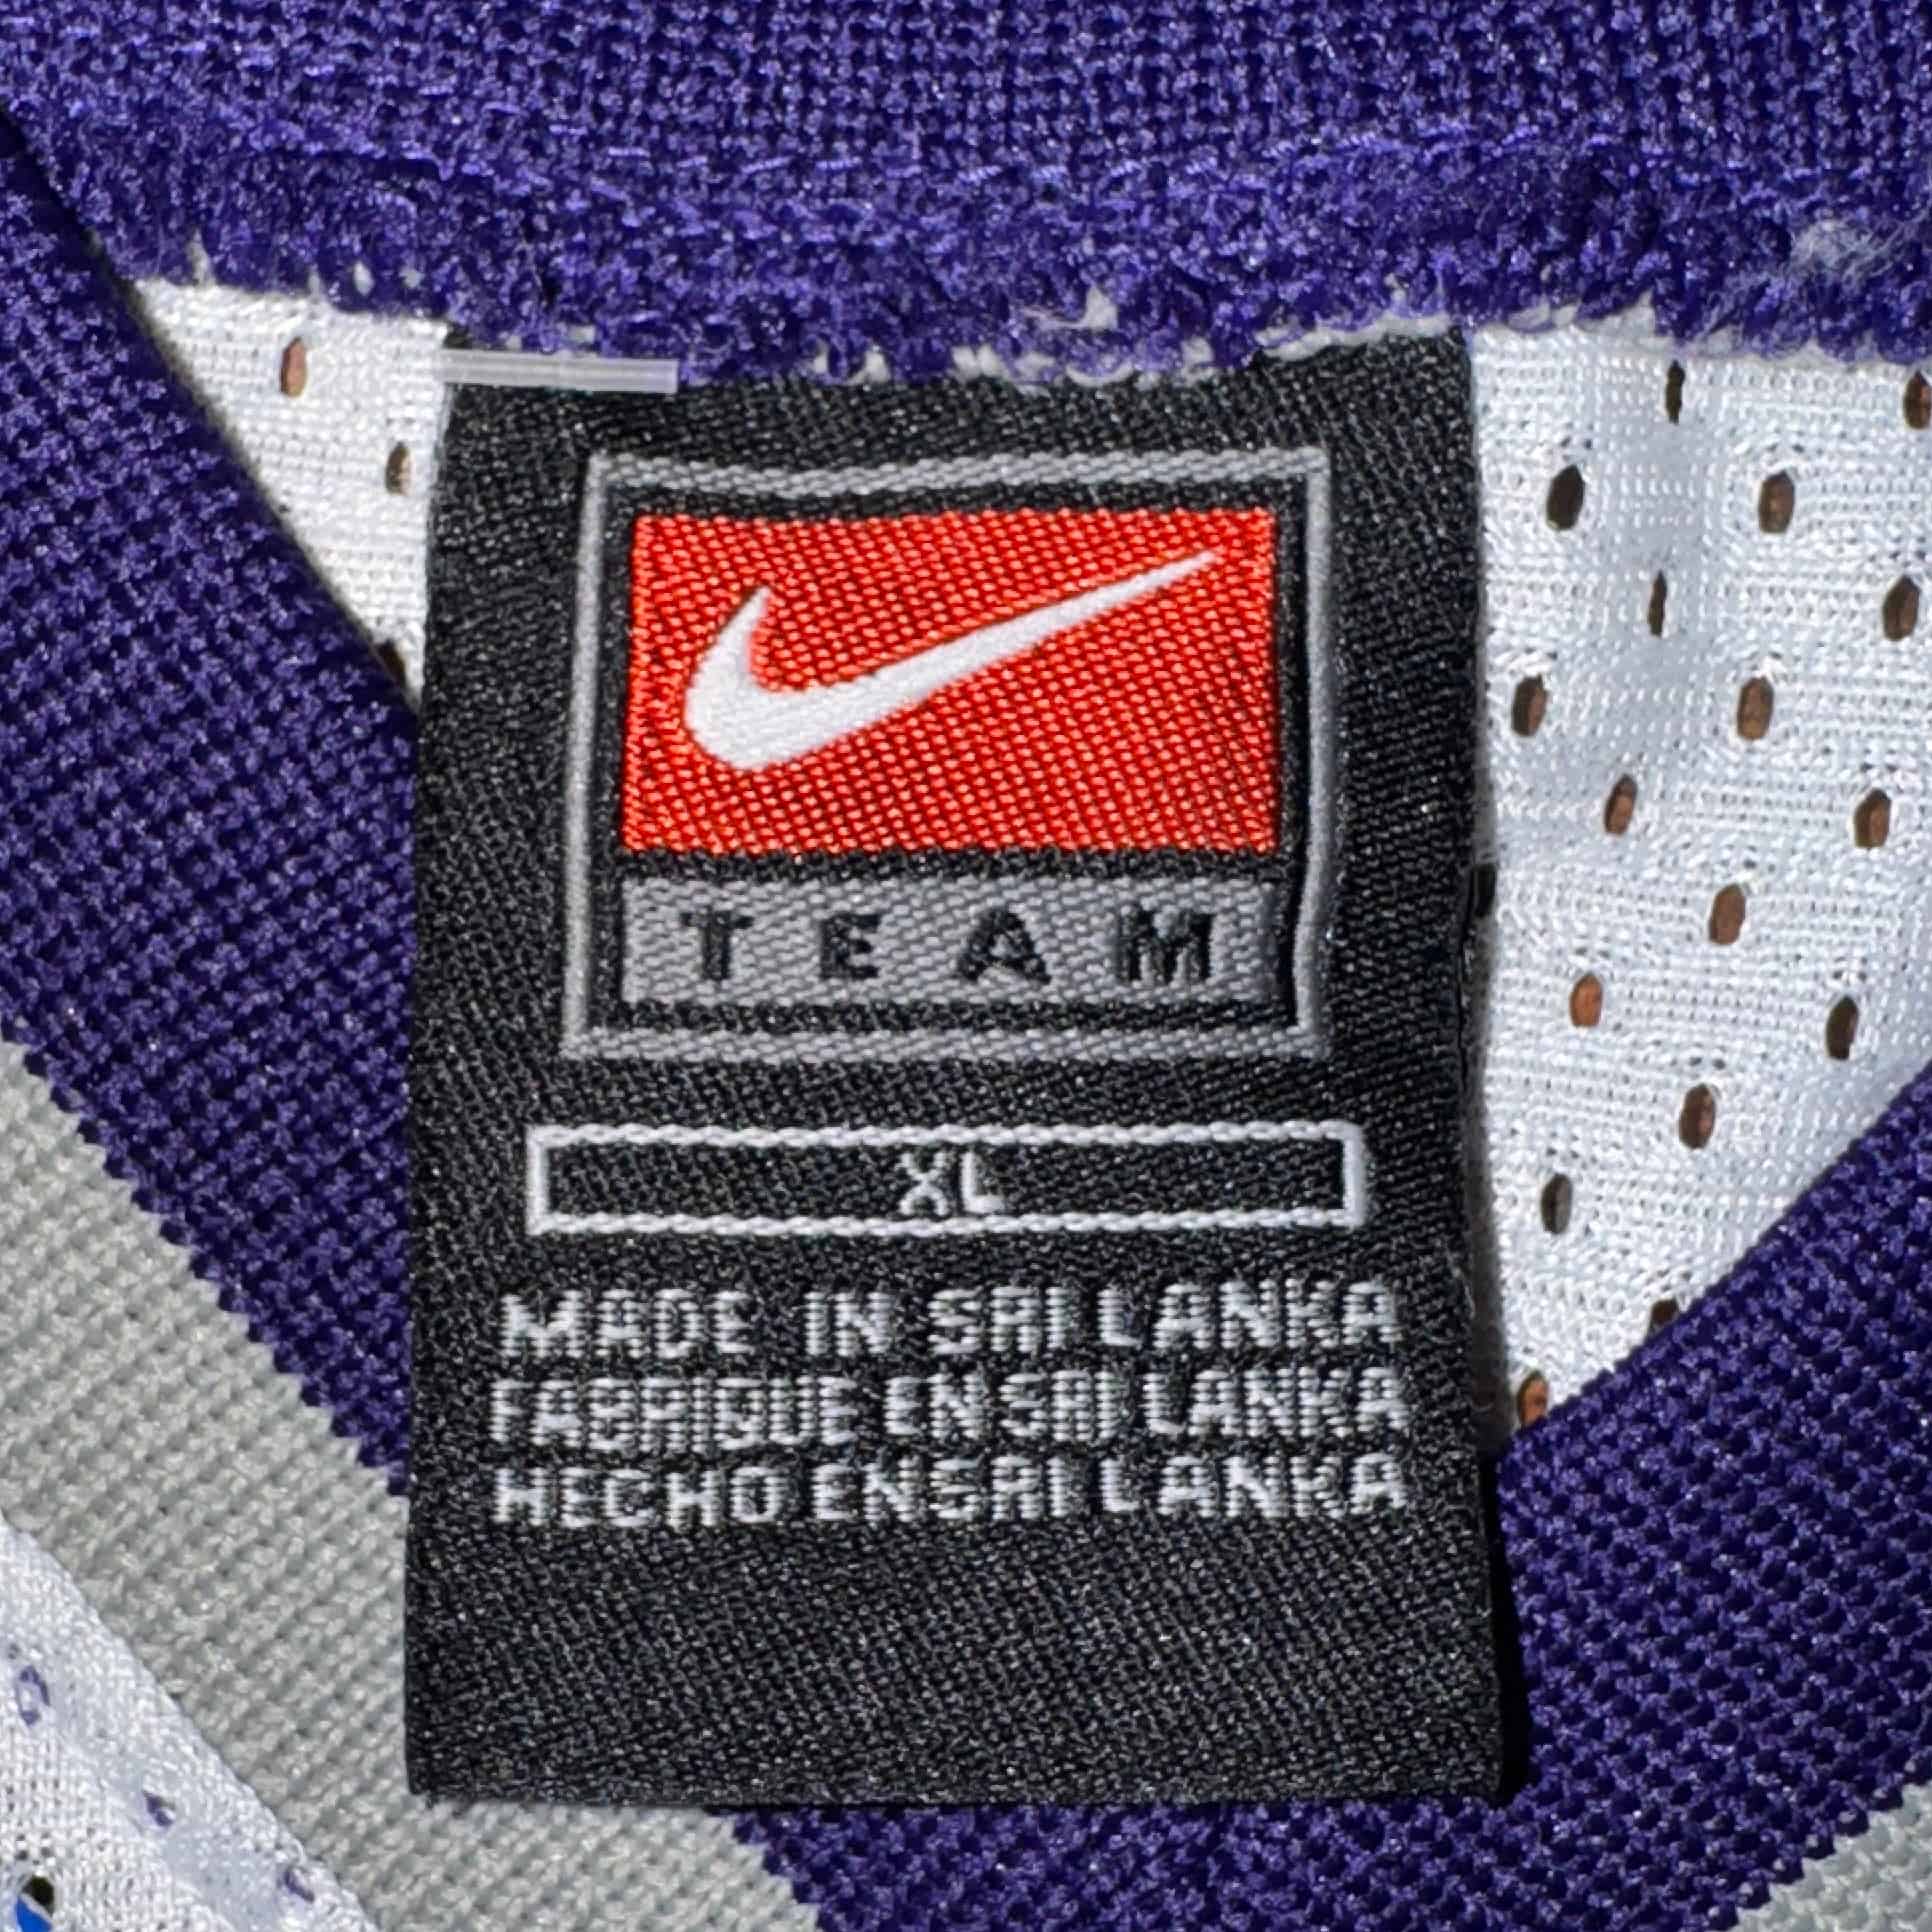 TEAM
XL
MADE IN SRI LANKA
FABRIQUE EN SRI LANKA
HECHO EN SRI LANKA